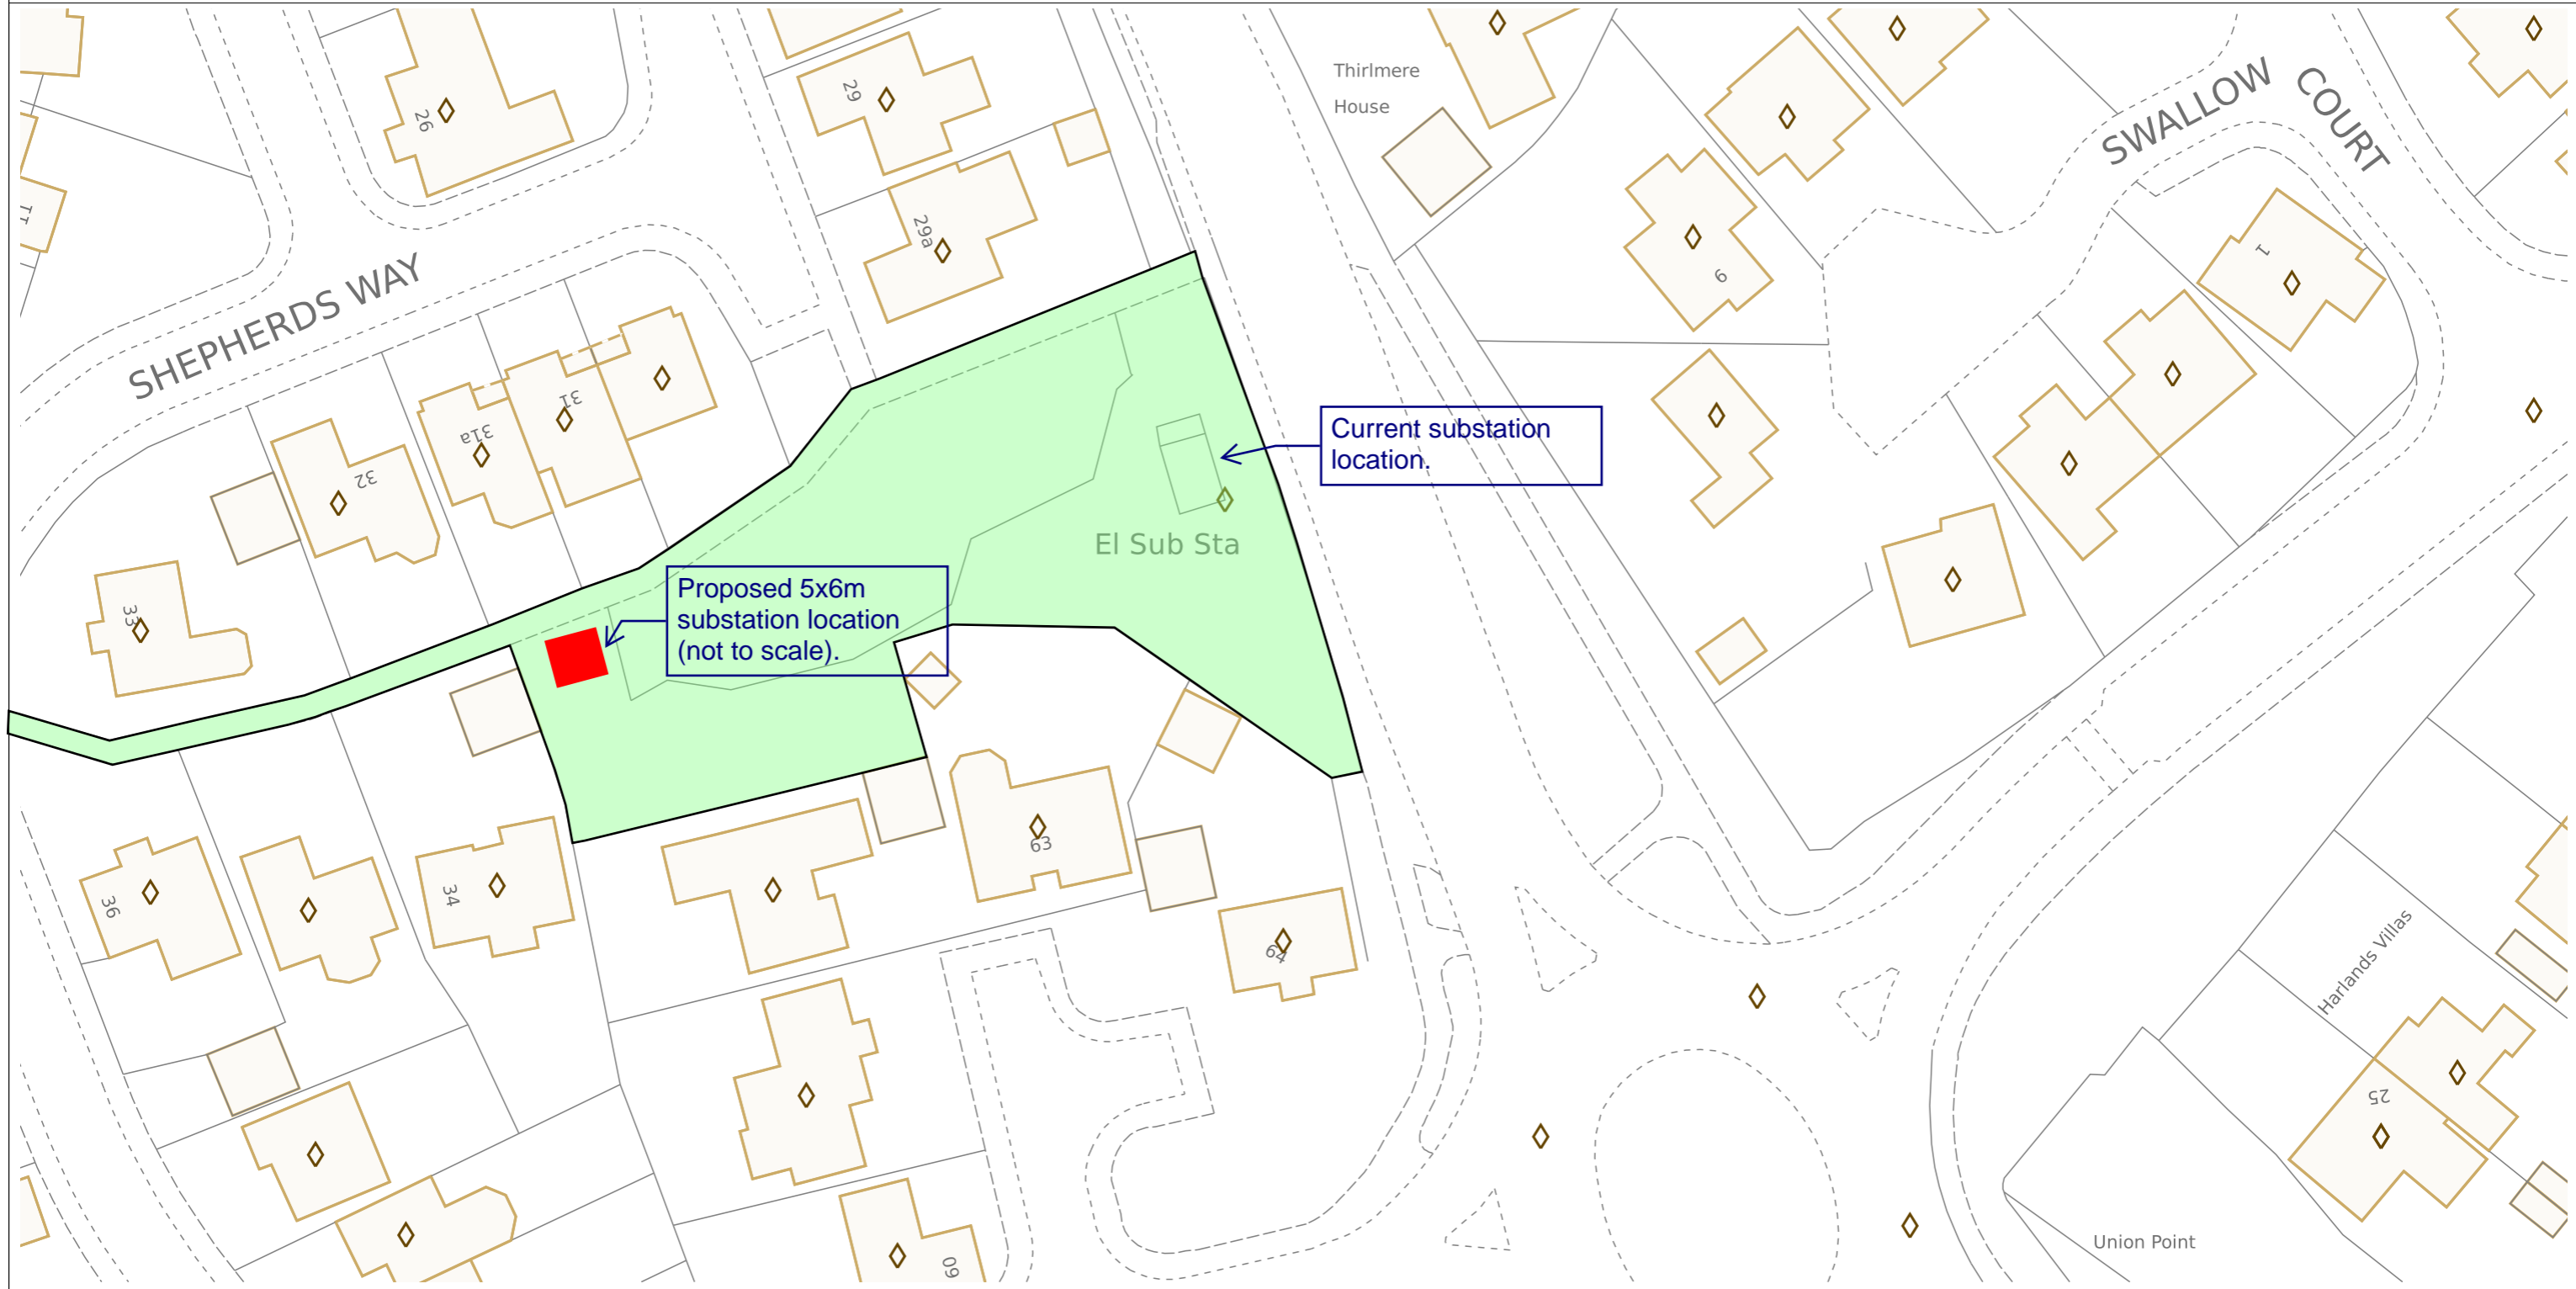 Thirlmere
House
SWALLOW
COURT
26
29
29a
SHEPHERDS WAY
1
9
31
31a
32
33
Current substation
location.
El Sub Sta
Proposed 5x6m
substation location
(not to scale).
36
34
63
64
Harlands Villas
25
60
Union Point